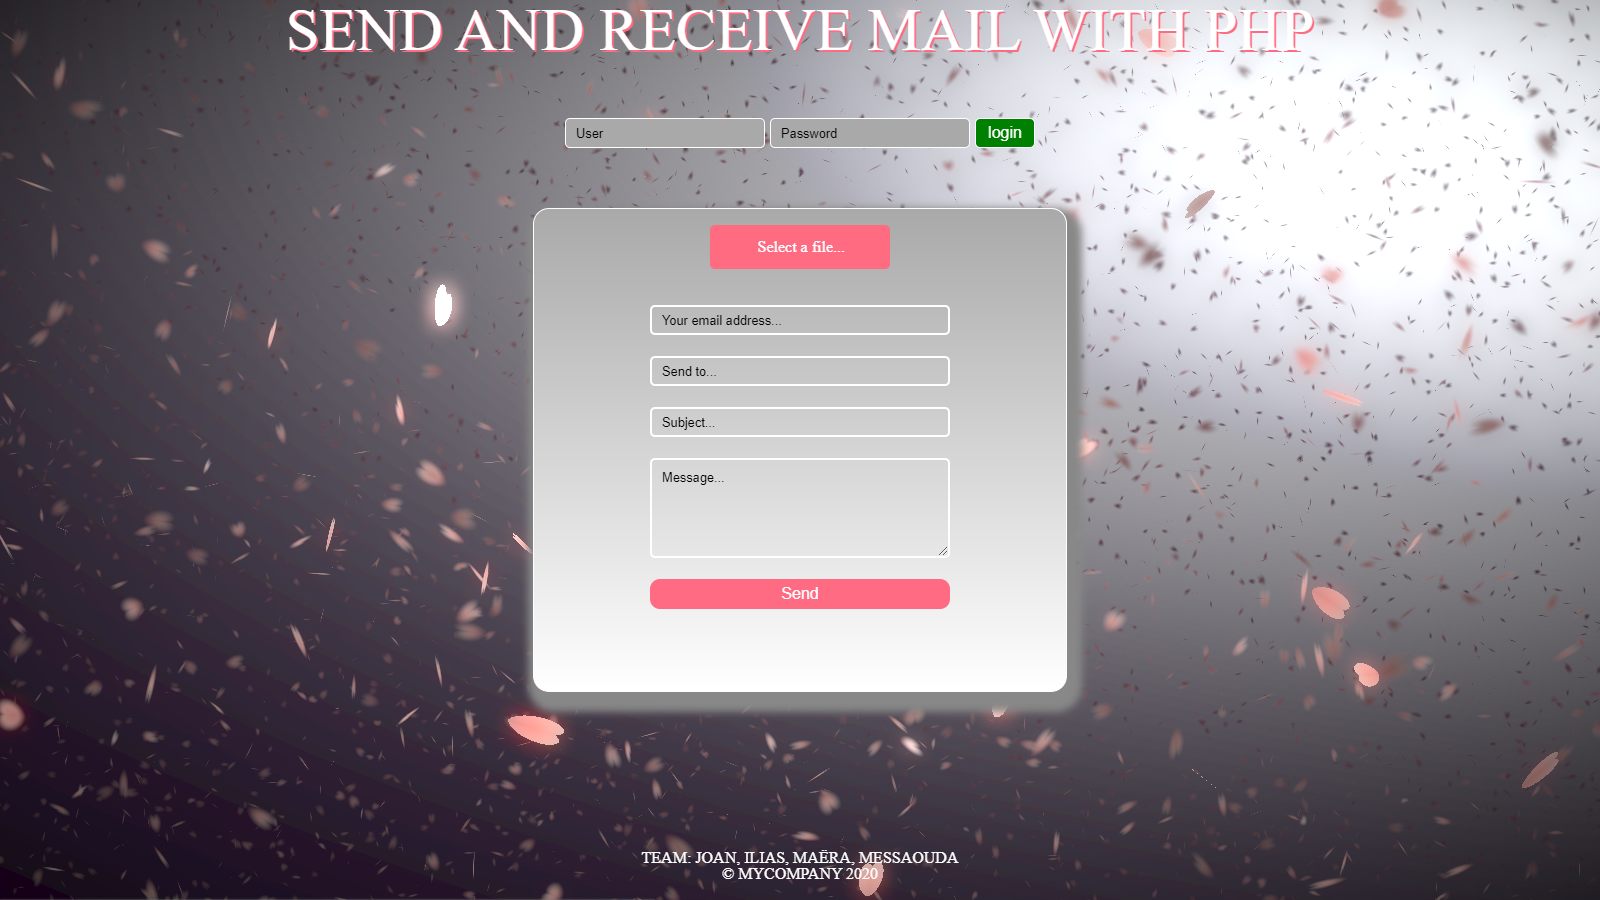 SEND AND RECEIVE MAIL WITH PHP
User Password login
Select a file...
Your email address...
Send to...
Subject...
Message...
Send
TEAM: JOAN, ILIAS, MAËRA, MESSAOUDA
© MYCOMPANY 2020